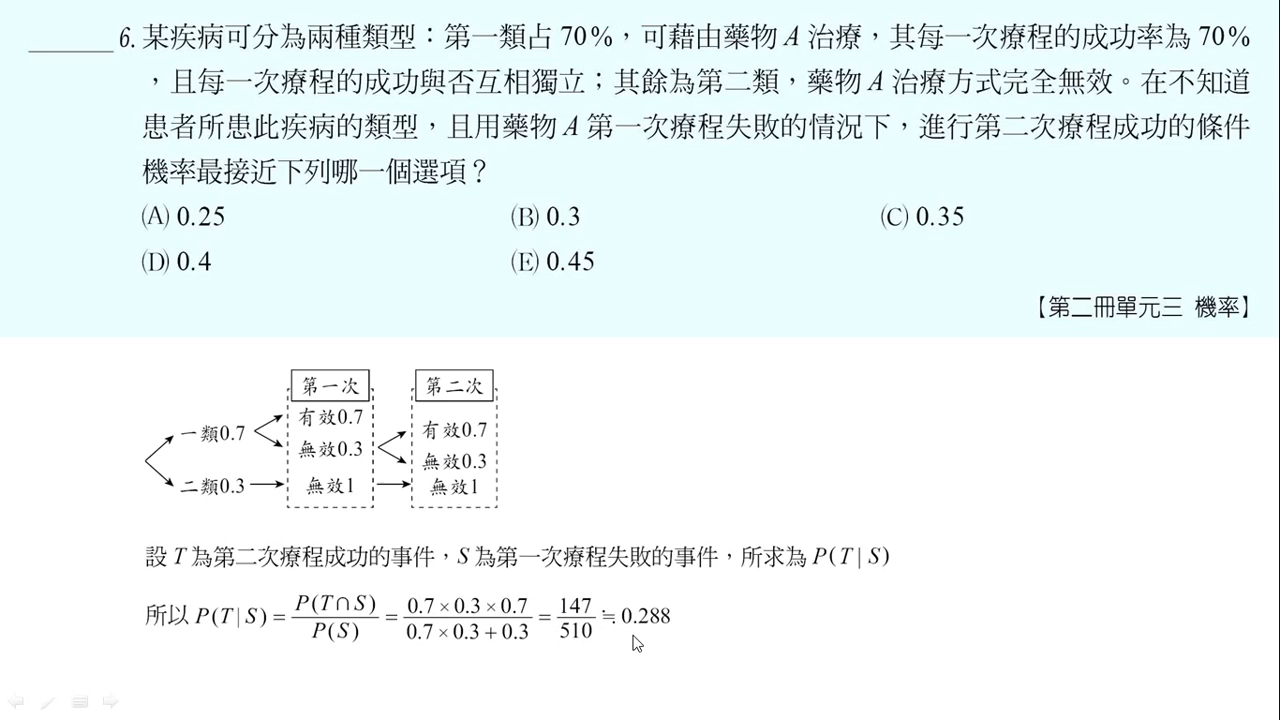 6. 某疾病可分為兩種類型：第一類占 70%，可藉由藥物 A 治療，其每一次療程的成功率為 70%
，且每一次療程的成功與否互相獨立；其餘為第二類，藥物 A 治療方式完全無效。在不知道
患者所患此疾病的類型，且用藥物 A 第一次療程失敗的情況下，進行第二次療程成功的條件
機率最接近下列哪一個選項？
(A) 0.25 (B) 0.3 (C) 0.35
(D) 0.4 (E) 0.45
【第二冊單元三 機率】
第一次 第二次
一類0.7 有效0.7 有效0.7
無效0.3 無效0.3
二類0.3 無效1 無效1
設 T 為第二次療程成功的事件，S 為第一次療程失敗的事件，所求為 P(T | S)
所以 P(T | S) = P(T∩S) / P(S) = 0.7 × 0.3 × 0.7 / 0.7 × 0.3 + 0.3 = 147 / 510 ≒ 0.288